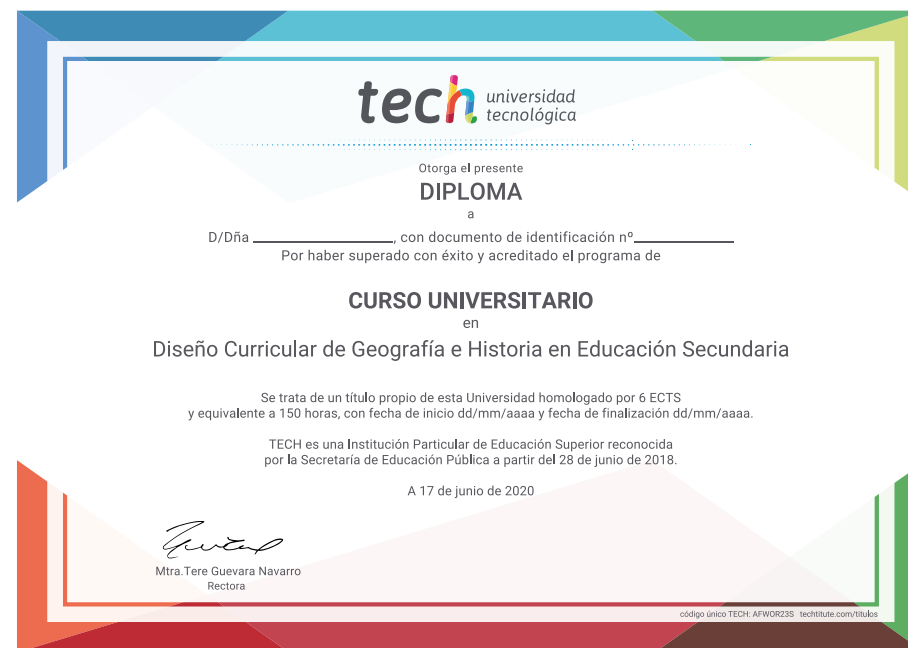 tech universidad
tecnológica
Otorga el presente
DIPLOMA
a
D/Dña ____________________, con documento de identificación nº______________
Por haber superado con éxito y acreditado el programa de
CURSO UNIVERSITARIO
en
Diseño Curricular de Geografía e Historia en Educación Secundaria
Se trata de un título propio de esta Universidad homologado por 6 ECTS
y equivalente a 150 horas, con fecha de inicio dd/mm/aaaa y fecha de finalización dd/mm/aaaa.
TECH es una Institución Particular de Educación Superior reconocida
por la Secretaría de Educación Pública a partir del 28 de junio de 2018.
A 17 de junio de 2020
Mtra.Tere Guevara Navarro
Rectora
código único TECH: AFWOR23S techtitute.com/titulos